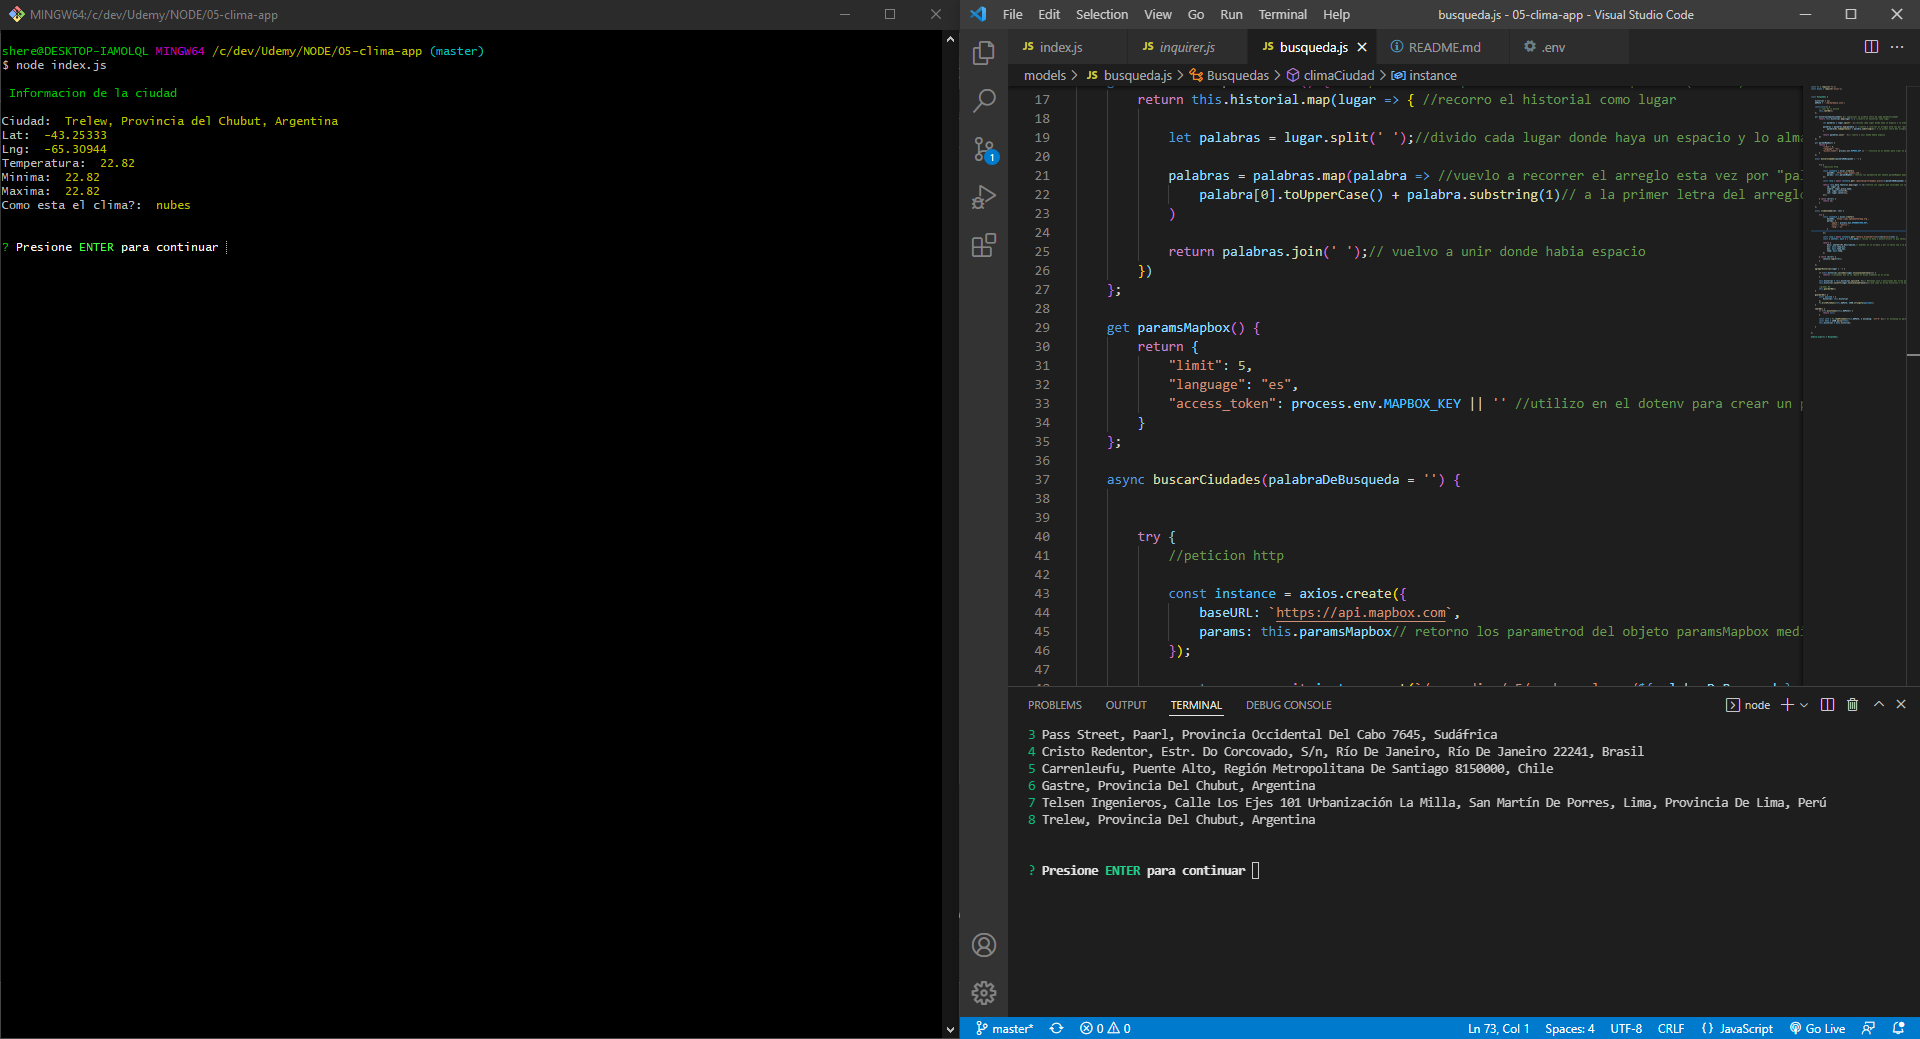 MINGW64:/c/dev/Udemy/NODE/05-clima-app
shere@DESKTOP-IAMOLQL MINGW64 /c/dev/Udemy/NODE/05-clima-app (master)
$ node index.js
Informacion de la ciudad
Ciudad: Trelew, Provincia del Chubut, Argentina
Lat: -43.25333
Lng: -65.30944
Temperatura: 22.82
Minima: 22.82
Maxima: 22.82
Como esta el clima?: nubes
? Presione ENTER para continuar
File Edit Selection View Go Run Terminal Help
busqueda.js - 05-clima-app - Visual Studio Code
JS index.js
JS inquirer.js
JS busqueda.js
README.md
.env
models > JS busqueda.js > Busquedas > climaCiudad > instance
1
17 return this.historial.map(lugar => { //recorro el historial como lugar
18
19 let palabras = lugar.split(' ');//divido cada lugar donde haya un espacio y lo alma
20
21 palabras = palabras.map(palabra => //vuevlo a recorrer el arreglo esta vez por "pal
22 palabra[0].toUpperCase() + palabra.substring(1)// a la primer letra del arreglo
23 )
24
25 return palabras.join(' ');// vuelvo a unir donde habia espacio
26 })
27 };
28
29 get paramsMapbox() {
30 return {
31 "limit": 5,
32 "language": "es",
33 "access_token": process.env.MAPBOX_KEY || '' //utilizo en el dotenv para crear un p
34 }
35 };
36
37 async buscarCiudades(palabraDeBusqueda = '') {
38
39
40 try {
41 //peticion http
42
43 const instance = axios.create({
44 baseURL: `https://api.mapbox.com`,
45 params: this.paramsMapbox// retorno los parametrod del objeto paramsMapbox medi
46 });
47
PROBLEMS OUTPUT TERMINAL DEBUG CONSOLE
node
3 Pass Street, Paarl, Provincia Occidental Del Cabo 7645, Sudáfrica
4 Cristo Redentor, Estr. Do Corcovado, S/n, Río De Janeiro, Río De Janeiro 22241, Brasil
5 Carrenleufu, Puente Alto, Región Metropolitana De Santiago 8150000, Chile
6 Gastre, Provincia Del Chubut, Argentina
7 Telsen Ingenieros, Calle Los Ejes 101 Urbanización La Milla, San Martín De Porres, Lima, Provincia De Lima, Perú
8 Trelew, Provincia Del Chubut, Argentina
? Presione ENTER para continuar
master* 0 0
Ln 73, Col 1 Spaces: 4 UTF-8 CRLF {} JavaScript Go Live